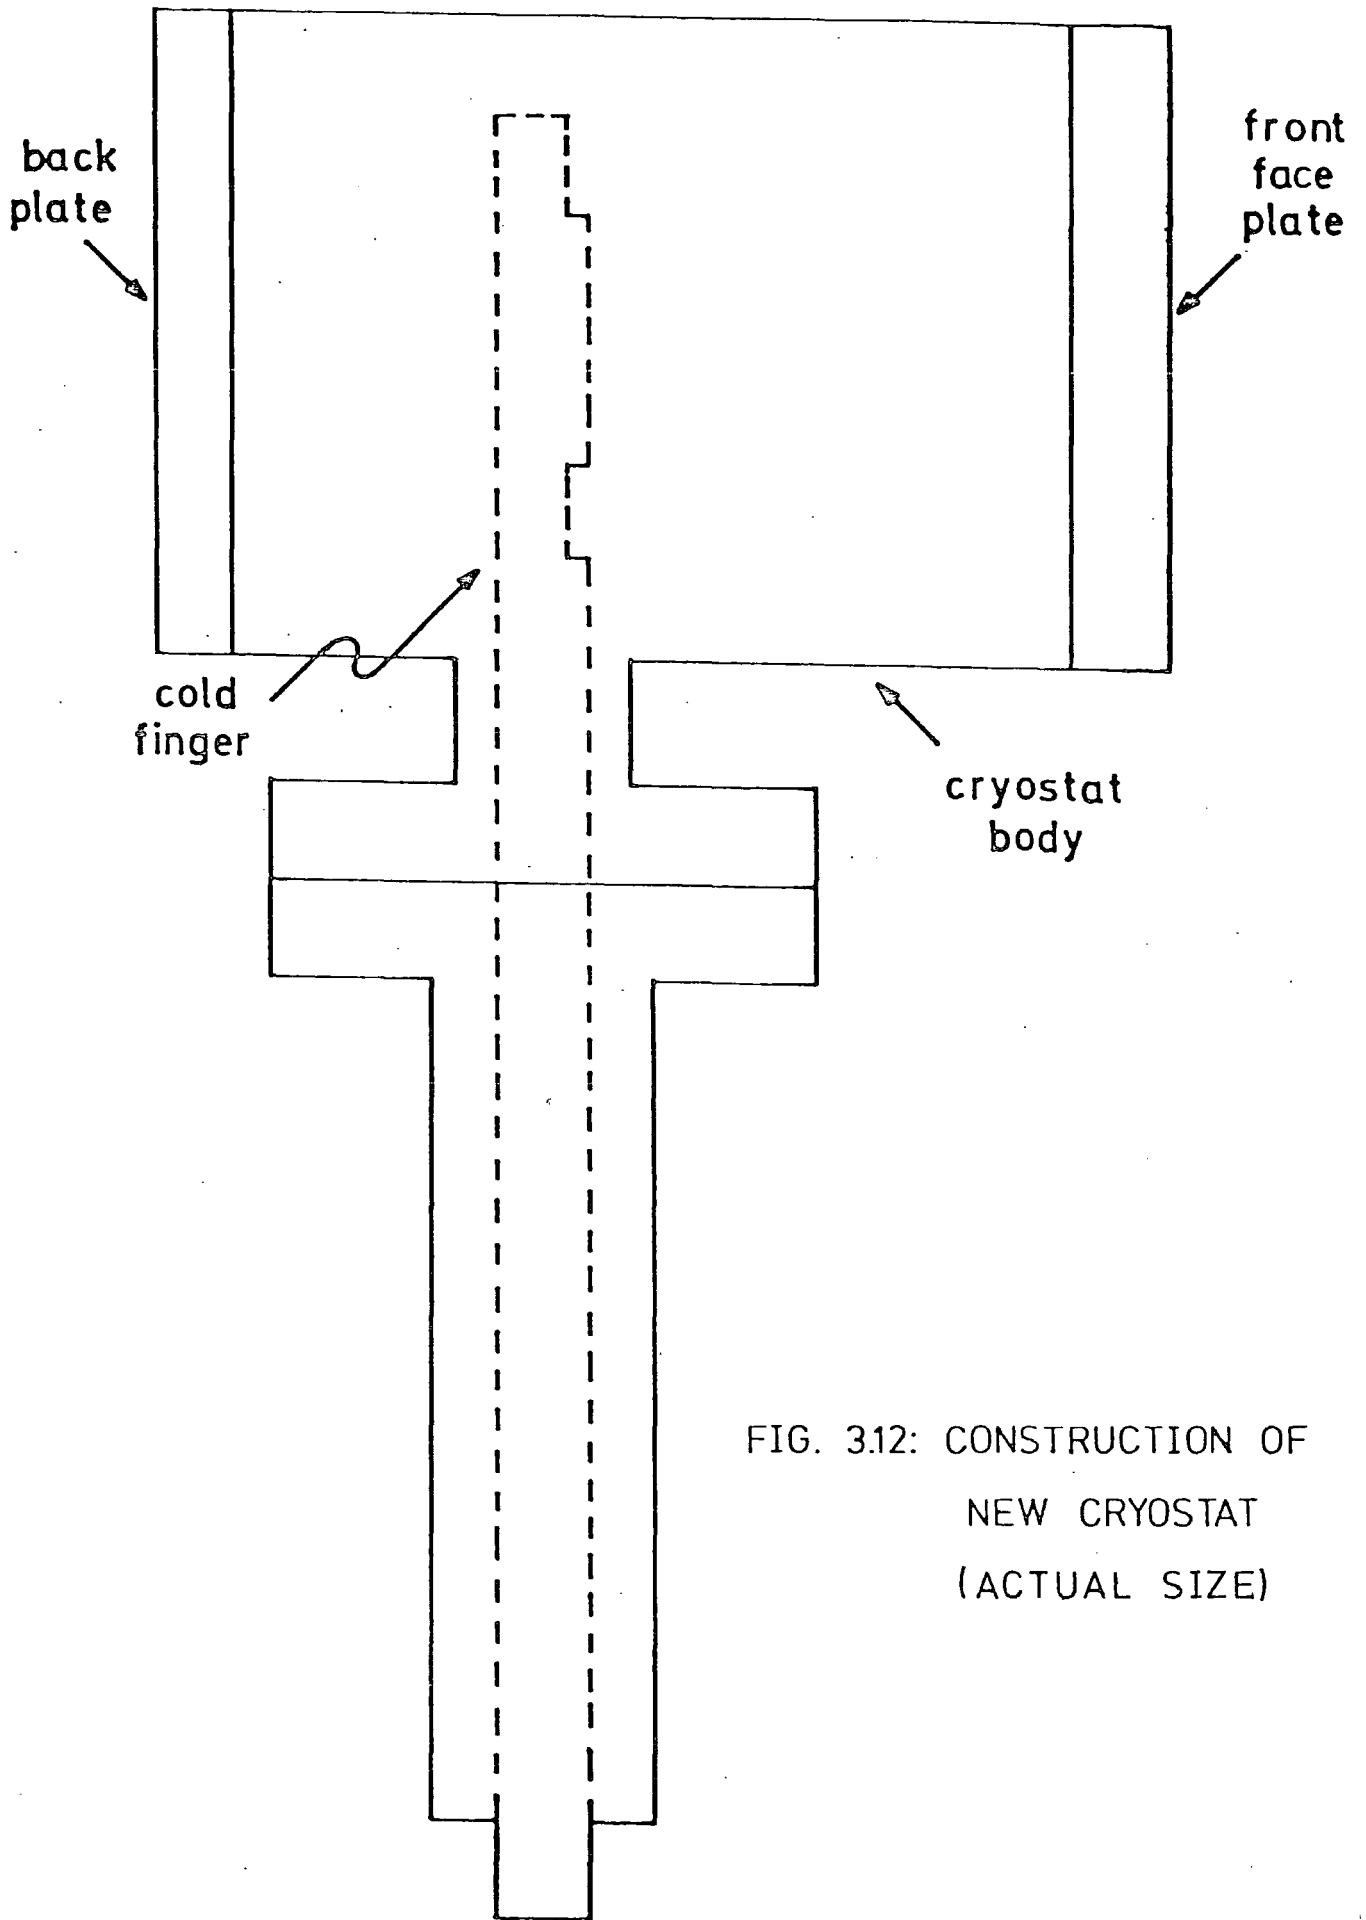 back
plate
front
face
plate
cold
finger
cryostat
body
FIG. 3.12: CONSTRUCTION OF
NEW CRYOSTAT
(ACTUAL SIZE)